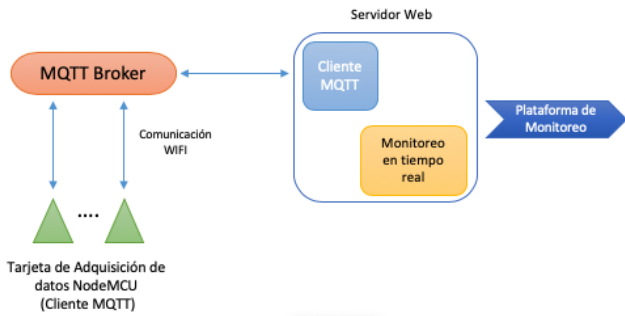 Servidor Web
MQTT Broker
Cliente
MQTT
Plataforma de
Monitoreo
Comunicación
WIFI
Monitoreo
en tiempo
real
....
Tarjeta de Adquisición de
datos NodeMCU
(Cliente MQTT)